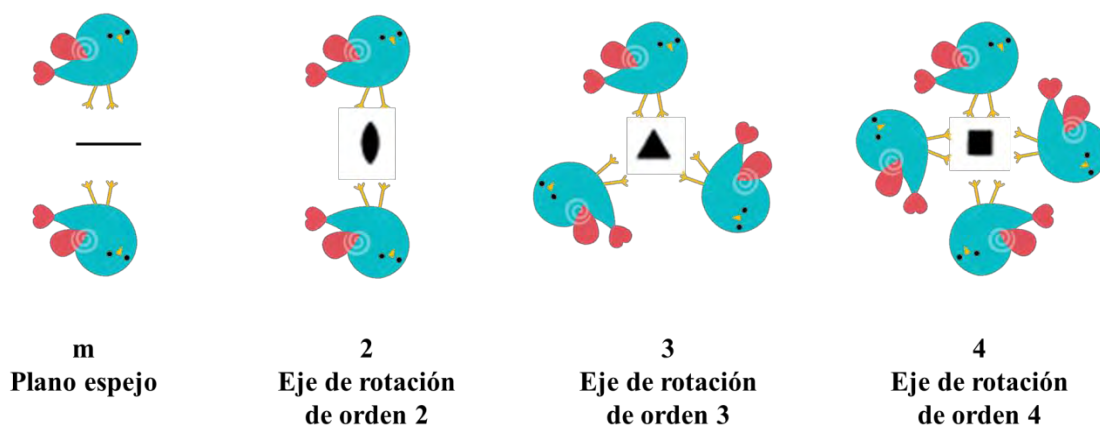 m
Plano espejo
2
Eje de rotación
de orden 2
3
Eje de rotación
de orden 3
4
Eje de rotación
de orden 4